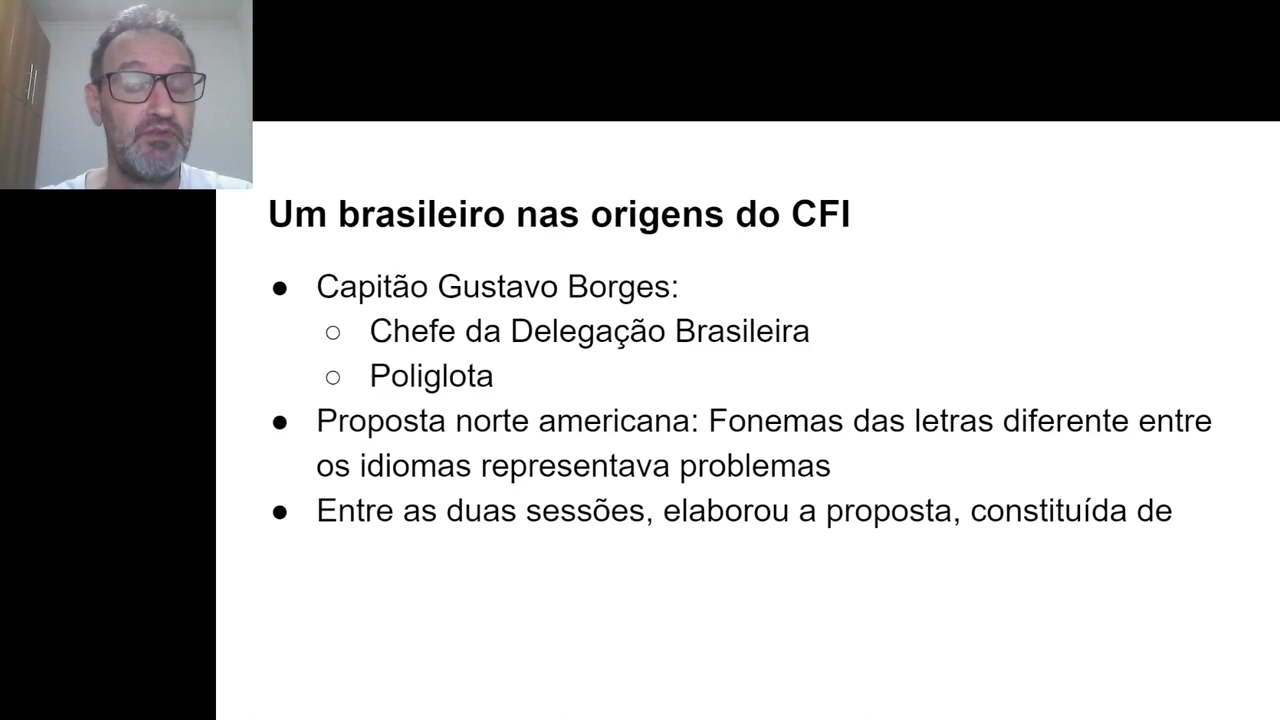 Um brasileiro nas origens do CFI
● Capitão Gustavo Borges:
○ Chefe da Delegação Brasileira
○ Poliglota
● Proposta norte americana: Fonemas das letras diferente entre
os idiomas representava problemas
● Entre as duas sessões, elaborou a proposta, constituída de